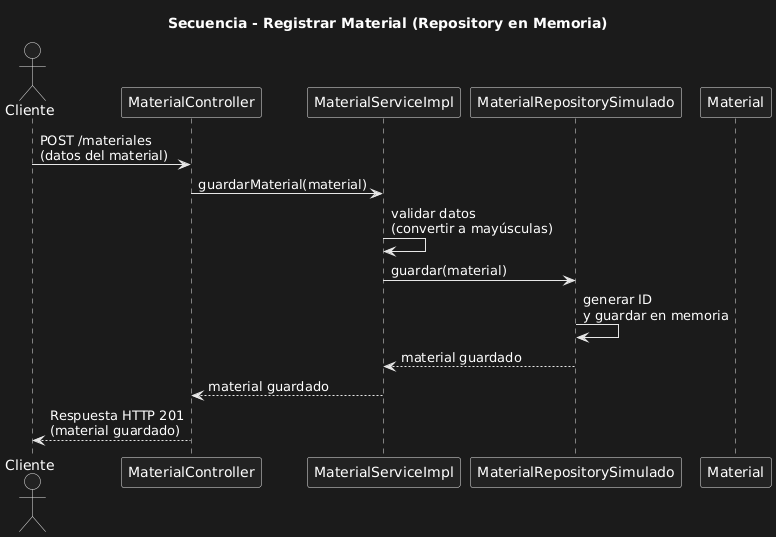 Secuencia - Registrar Material (Repository en Memoria)
Cliente
MaterialController
MaterialServiceImpl
MaterialRepositorySimulado
Material
POST /materiales
(datos del material)
guardarMaterial(material)
validar datos
(convertir a mayúsculas)
guardar(material)
generar ID
y guardar en memoria
material guardado
material guardado
Respuesta HTTP 201
(material guardado)
Cliente
MaterialController
MaterialServiceImpl
MaterialRepositorySimulado
Material